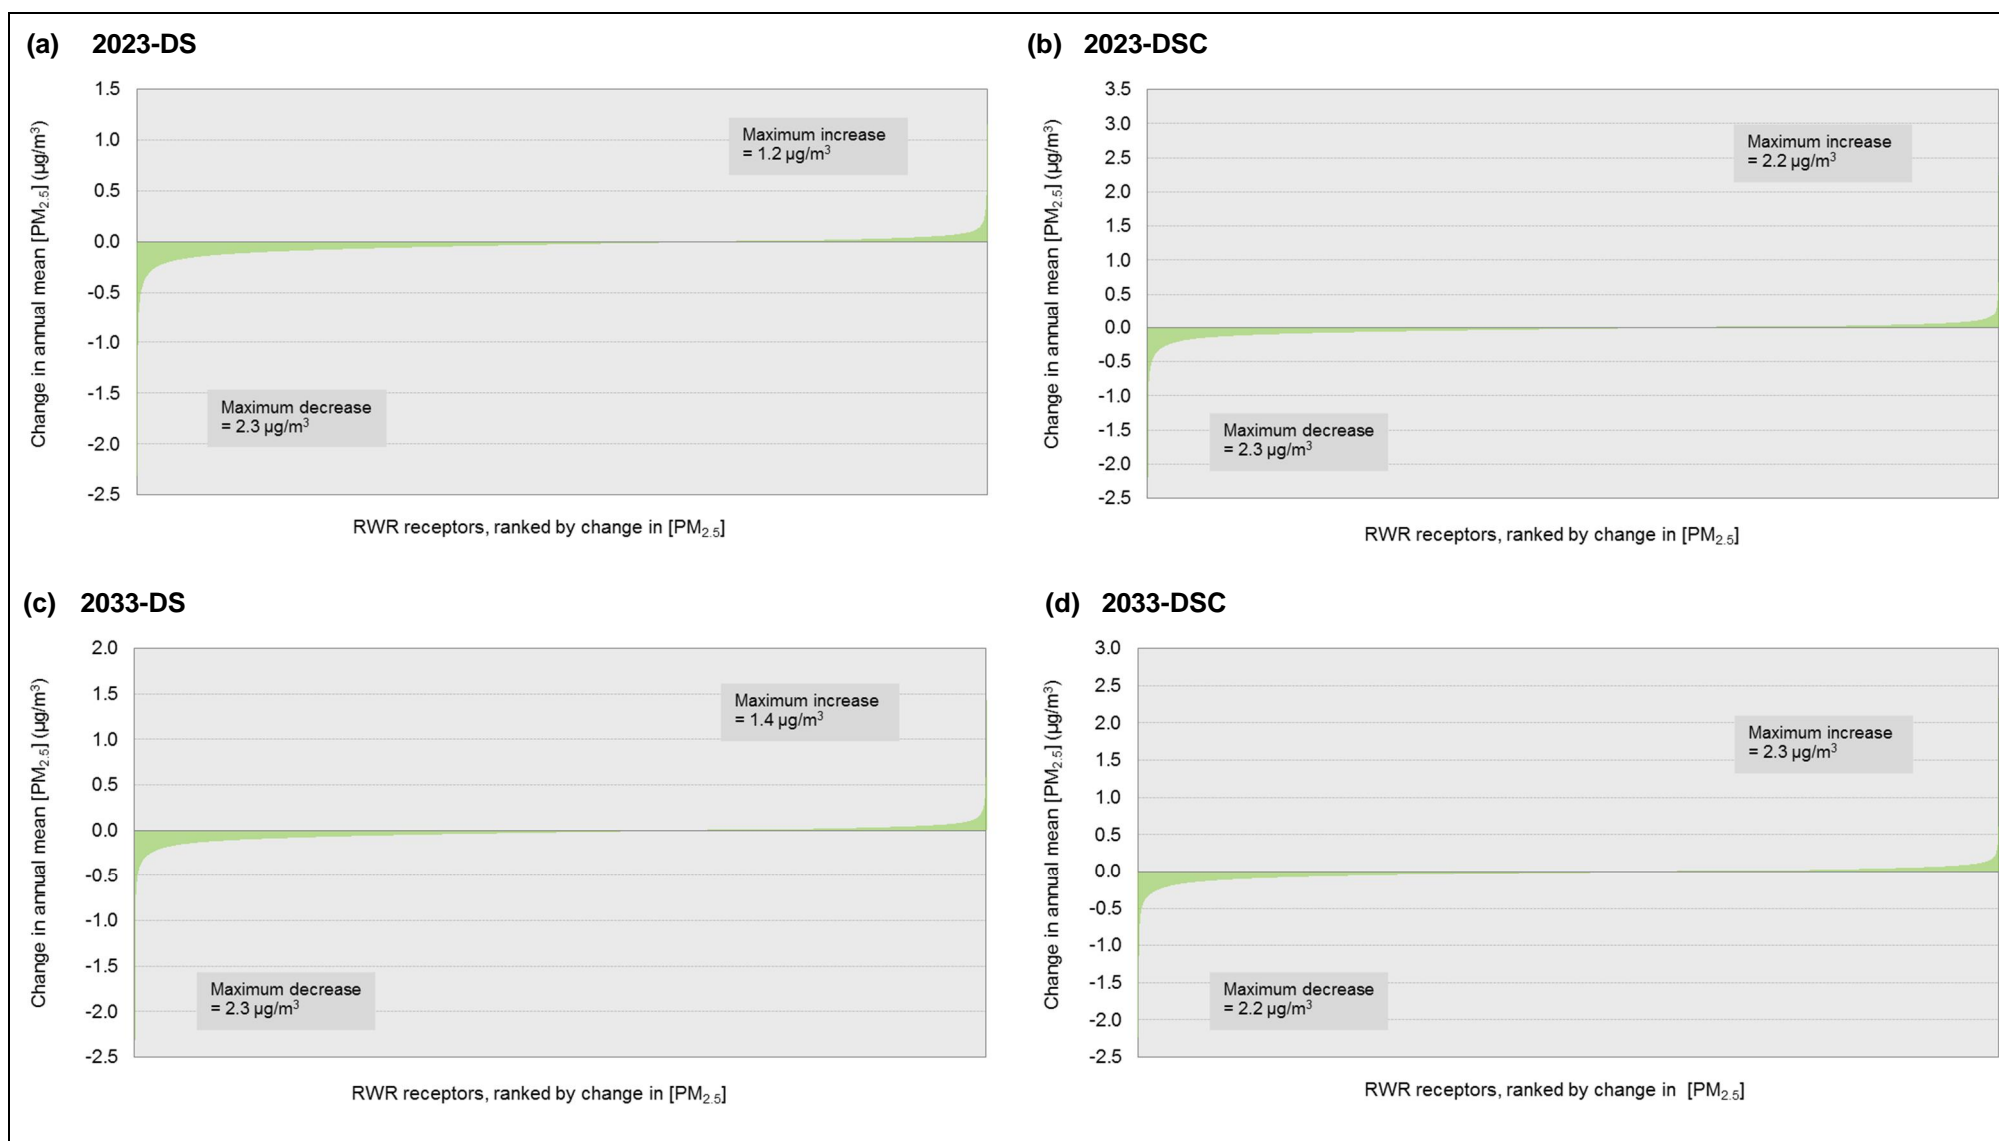 (a) 2023-DS
Change in annual mean [PM2.5] (µg/m³)
1.5
1.0
0.5
0.0
-0.5
-1.0
-1.5
-2.0
-2.5
Maximum increase
= 1.2 µg/m³
Maximum decrease
= 2.3 µg/m³
RWR receptors, ranked by change in [PM2.5]
(b) 2023-DSC
Change in annual mean [PM2.5] (µg/m³)
3.5
3.0
2.5
2.0
1.5
1.0
0.5
0.0
-0.5
-1.0
-1.5
-2.0
-2.5
Maximum increase
= 2.2 µg/m³
Maximum decrease
= 2.3 µg/m³
RWR receptors, ranked by change in [PM2.5]
(c) 2033-DS
Change in annual mean [PM2.5] (µg/m³)
2.0
1.5
1.0
0.5
0.0
-0.5
-1.0
-1.5
-2.0
-2.5
Maximum increase
= 1.4 µg/m³
Maximum decrease
= 2.3 µg/m³
RWR receptors, ranked by change in [PM2.5]
(d) 2033-DSC
Change in annual mean [PM2.5] (µg/m³)
3.0
2.5
2.0
1.5
1.0
0.5
0.0
-0.5
-1.0
-1.5
-2.0
-2.5
Maximum increase
= 2.3 µg/m³
Maximum decrease
= 2.2 µg/m³
RWR receptors, ranked by change in [PM2.5]